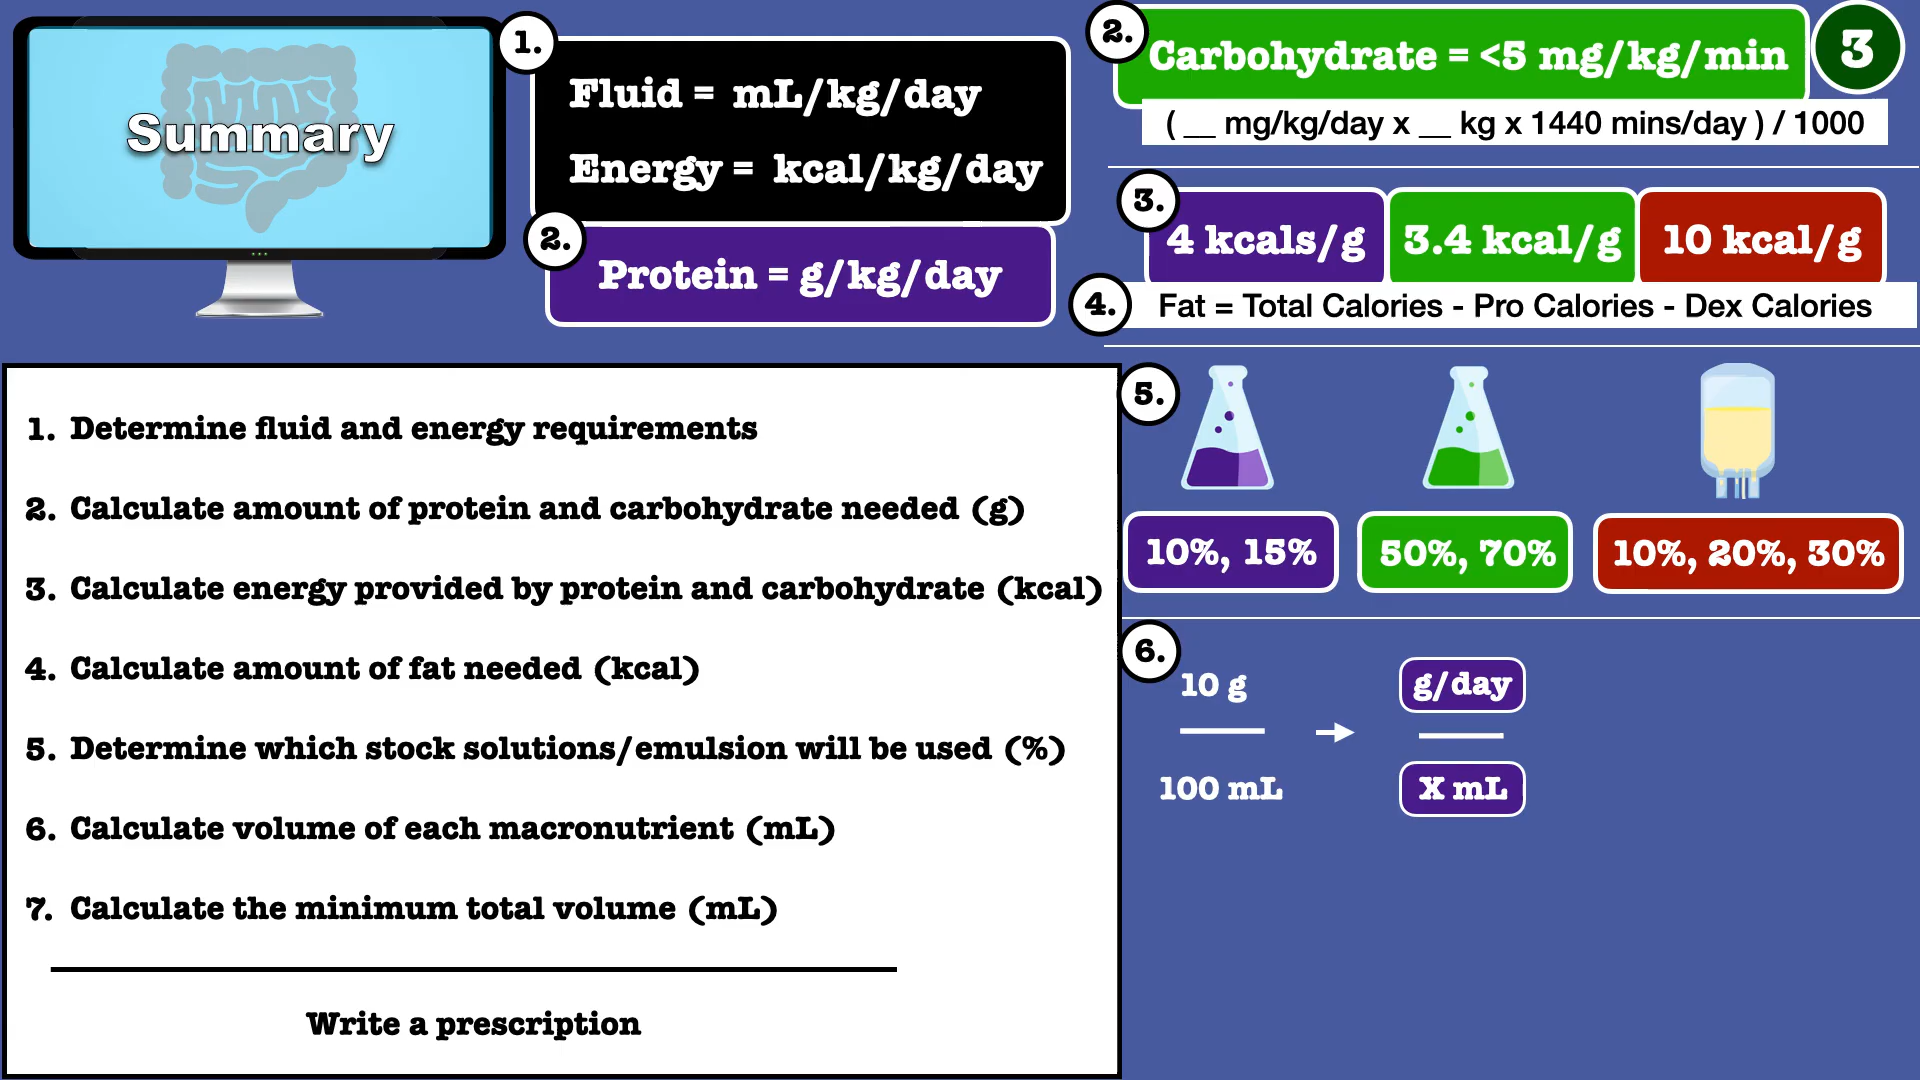 Summary
1.
Fluid = mL/kg/day
Energy = kcal/kg/day
2.
Protein = g/kg/day
2.
Carbohydrate = <5 mg/kg/min
3
( __ mg/kg/day x __ kg x 1440 mins/day ) / 1000
3.
4 kcals/g
3.4 kcal/g
10 kcal/g
4.
Fat = Total Calories - Pro Calories - Dex Calories
1. Determine fluid and energy requirements
2. Calculate amount of protein and carbohydrate needed (g)
3. Calculate energy provided by protein and carbohydrate (kcal)
4. Calculate amount of fat needed (kcal)
5. Determine which stock solutions/emulsion will be used (%)
6. Calculate volume of each macronutrient (mL)
7. Calculate the minimum total volume (mL)
Write a prescription
5.
10%, 15%
50%, 70%
10%, 20%, 30%
6.
10 g
100 mL
g/day
X mL